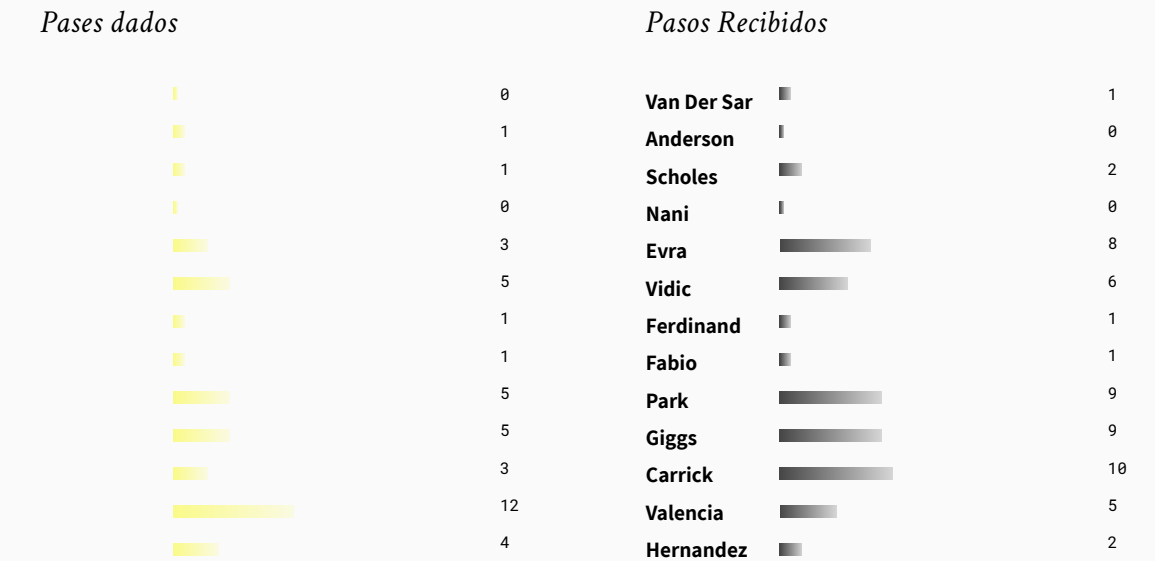 Pases dados Pasos Recibidos
0 Van Der Sar 1
1 Anderson 0
1 Scholes 2
0 Nani 0
3 Evra 8
5 Vidic 6
1 Ferdinand 1
1 Fabio 1
5 Park 9
5 Giggs 9
3 Carrick 10
12 Valencia 5
4 Hernandez 2